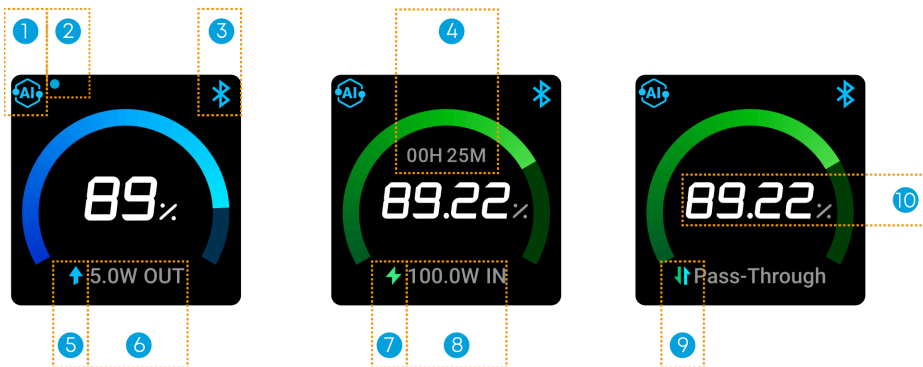 1 2 3 4
AI AI AI
00H 25M
89% 89.22% 89.22% 10
5.0W OUT 100.0W IN Pass-Through
5 6 7 8 9